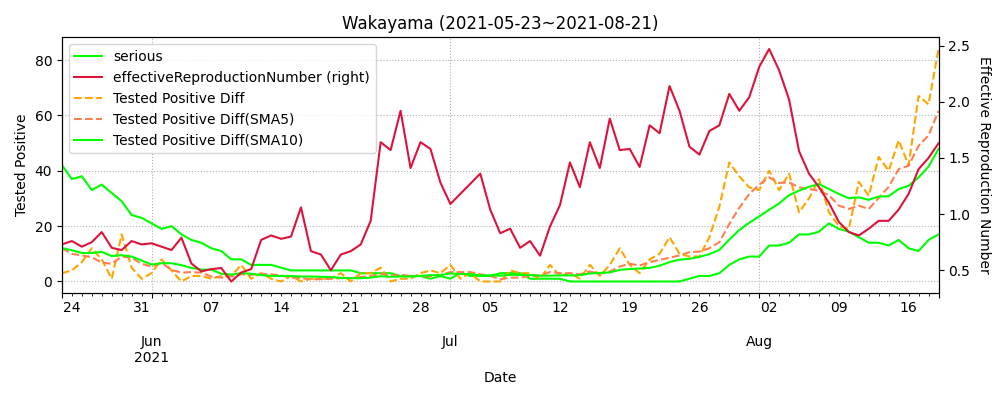 Wakayama (2021-05-23~2021-08-21)
serious
effectiveReproductionNumber (right)
Tested Positive Diff
Tested Positive Diff(SMA5)
Tested Positive Diff(SMA10)
Tested Positive
80
60
40
20
0
2.5
2.0
1.5
1.0
0.5
Effective Reproduction Number
24 31 07 14 21 28 05 12 19 26 02 09 16
Jun Jul Aug
2021
Date